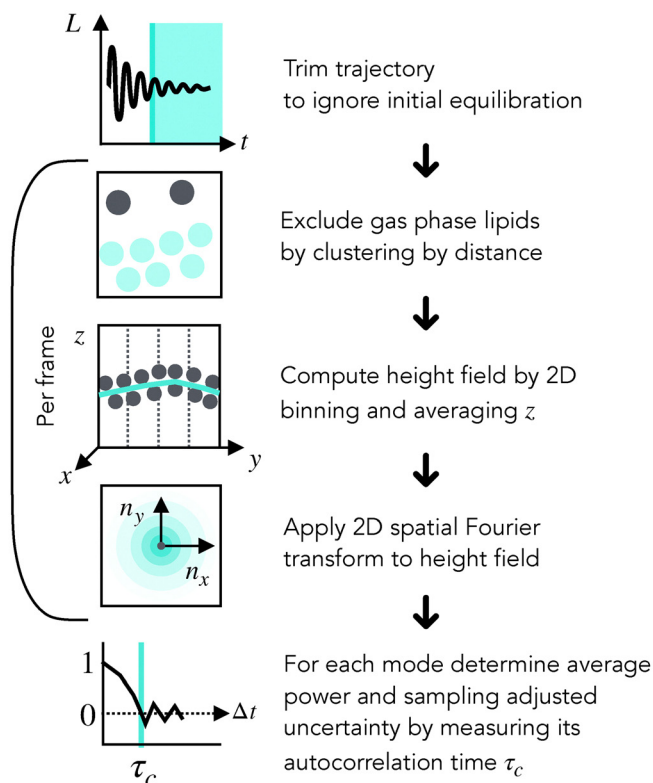 L
t
Trim trajectory
to ignore initial equilibration
Per frame
Exclude gas phase lipids
by clustering by distance
z
x
y
Compute height field by 2D
binning and averaging z
n_y
n_x
Apply 2D spatial Fourier
transform to height field
1
0
Δt
τ_c
For each mode determine average
power and sampling adjusted
uncertainty by measuring its
autocorrelation time τ_c